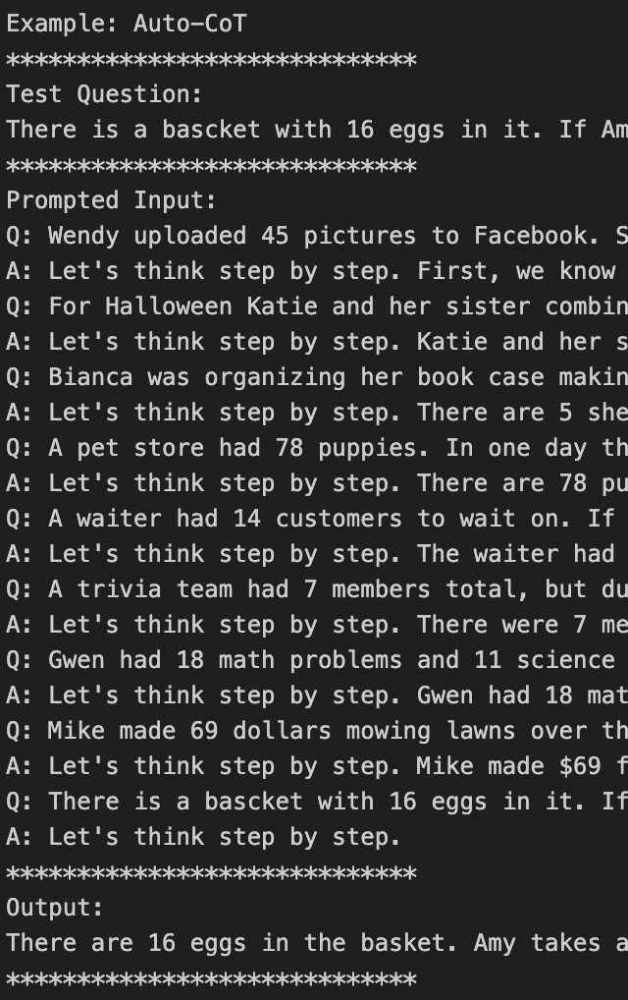 Example: Auto-CoT
*****************************
Test Question:
There is a bascket with 16 eggs in it. If Am
*****************************
Prompted Input:
Q: Wendy uploaded 45 pictures to Facebook. S
A: Let's think step by step. First, we know
Q: For Halloween Katie and her sister combin
A: Let's think step by step. Katie and her s
Q: Bianca was organizing her book case makin
A: Let's think step by step. There are 5 she
Q: A pet store had 78 puppies. In one day th
A: Let's think step by step. There are 78 pu
Q: A waiter had 14 customers to wait on. If
A: Let's think step by step. The waiter had
Q: A trivia team had 7 members total, but du
A: Let's think step by step. There were 7 me
Q: Gwen had 18 math problems and 11 science
A: Let's think step by step. Gwen had 18 mat
Q: Mike made 69 dollars mowing lawns over th
A: Let's think step by step. Mike made $69 f
Q: There is a bascket with 16 eggs in it. If
A: Let's think step by step.
*****************************
Output:
There are 16 eggs in the basket. Amy takes a
*****************************